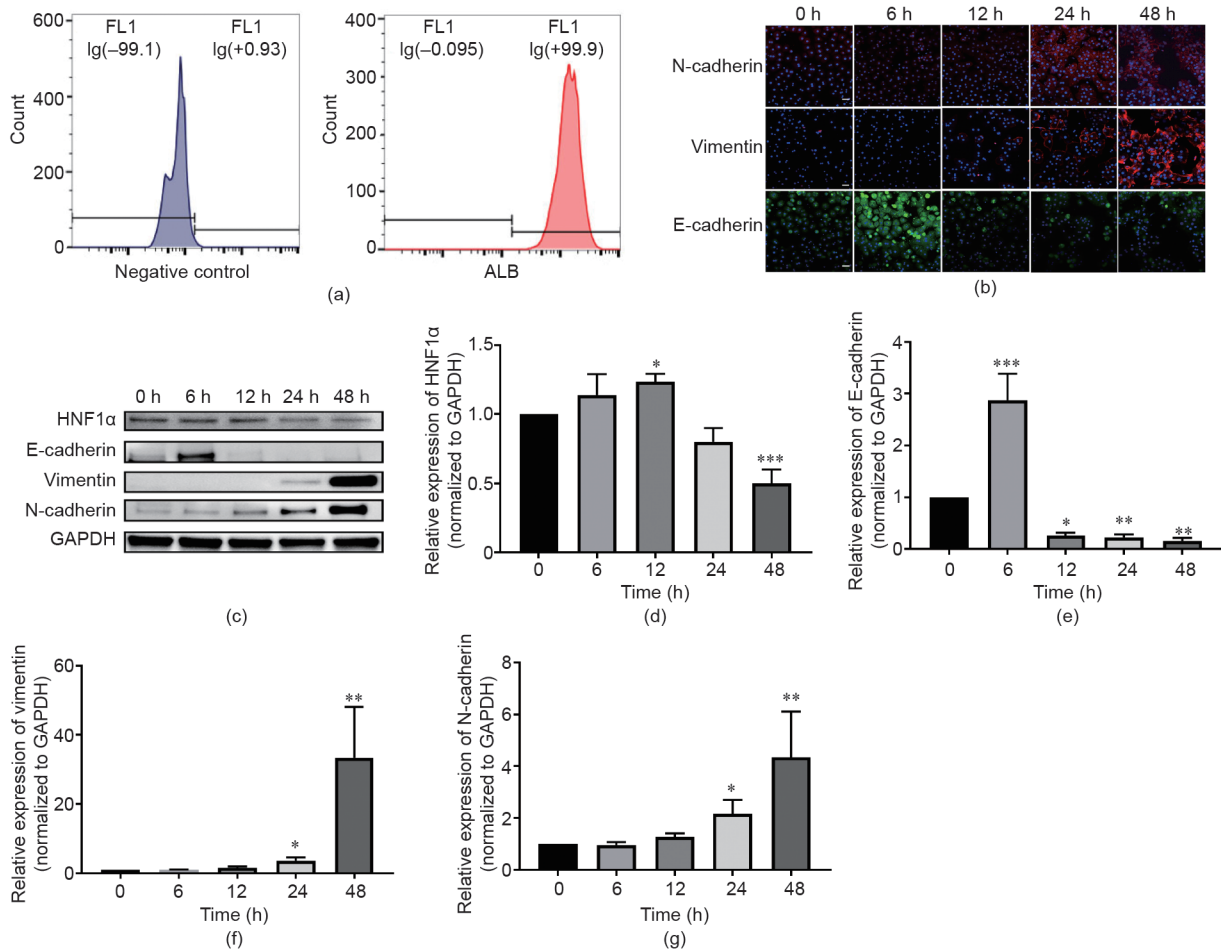 FL1
lg(–99.1)
FL1
lg(+0.93)
600
400
200
0
Count
Negative control
FL1
lg(–0.095)
FL1
lg(+99.9)
400
300
200
100
0
Count
ALB
(a)
0 h 6 h 12 h 24 h 48 h
N-cadherin
Vimentin
E-cadherin
(b)
0 h 6 h 12 h 24 h 48 h
HNF1α
E-cadherin
Vimentin
N-cadherin
GAPDH
(c)
Relative expression of HNF1α
(normalized to GAPDH)
1.5
1.0
0.5
0
*
***
0 6 12 24 48
Time (h)
(d)
Relative expression of E-cadherin
(normalized to GAPDH)
4
3
2
1
0
***
*
**
**
0 6 12 24 48
Time (h)
(e)
Relative expression of vimentin
(normalized to GAPDH)
60
40
20
0
*
**
0 6 12 24 48
Time (h)
(f)
Relative expression of N-cadherin
(normalized to GAPDH)
8
6
4
2
0
*
**
0 6 12 24 48
Time (h)
(g)